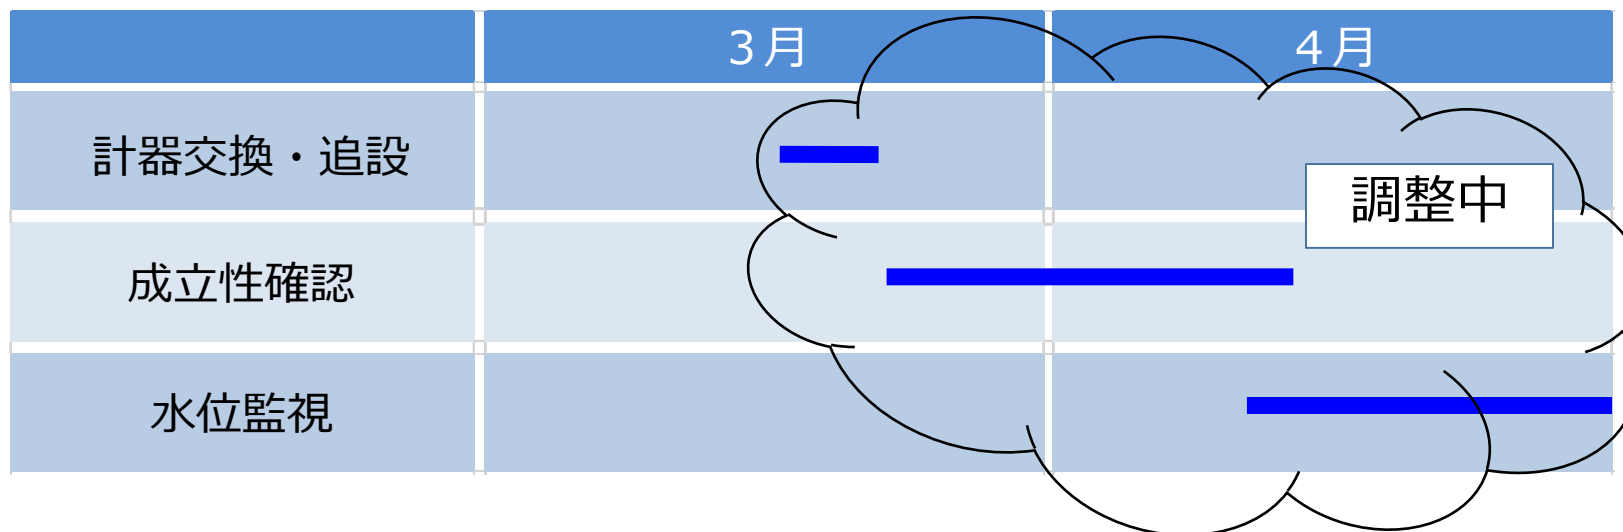 ３月
４月
計器交換・追設
調整中
成立性確認
水位監視